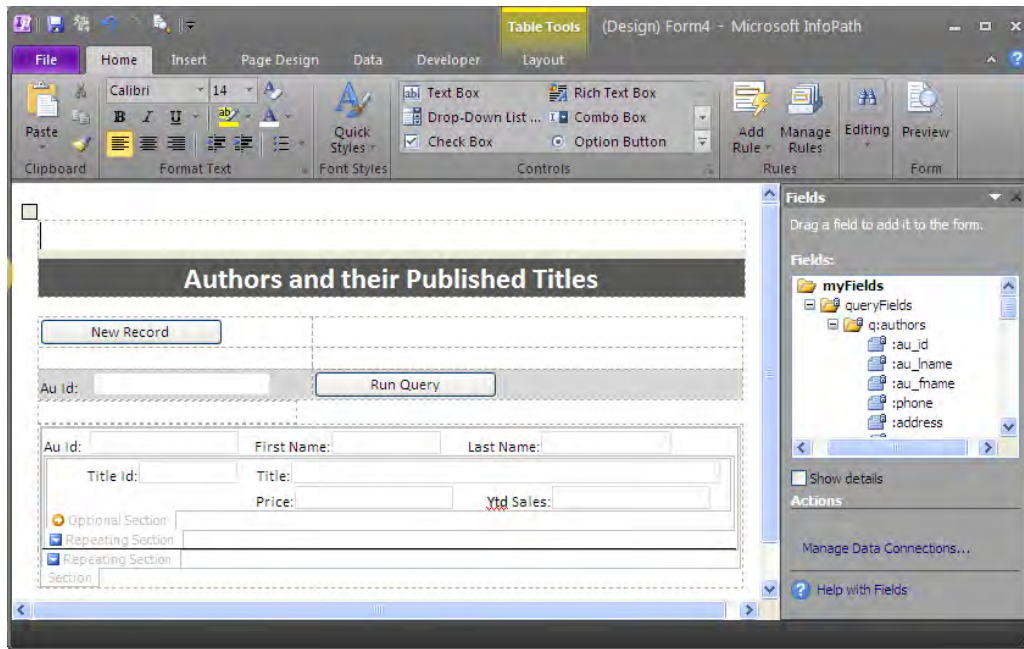 Table Tools (Design) Form4 - Microsoft InfoPath
File Home Insert Page Design Data Developer Layout
Paste
Clipboard
Calibri 14
B I U ab A
Format Text
Quick Styles
Font Styles
Text Box Rich Text Box
Drop-Down List ... Combo Box
Check Box Option Button
Controls
Add Rule Manage Rules
Rules
Editing
Preview
Form
Authors and their Published Titles
New Record
Au Id: Run Query
Au Id: First Name: Last Name:
Title Id: Title:
Price: Ytd Sales:
Optional Section
Repeating Section
Repeating Section
Section
Fields
Drag a field to add it to the form.
Fields:
myFields
queryFields
q:authors
:au_id
:au_lname
:au_fname
:phone
:address
Show details
Actions
Manage Data Connections...
Help with Fields